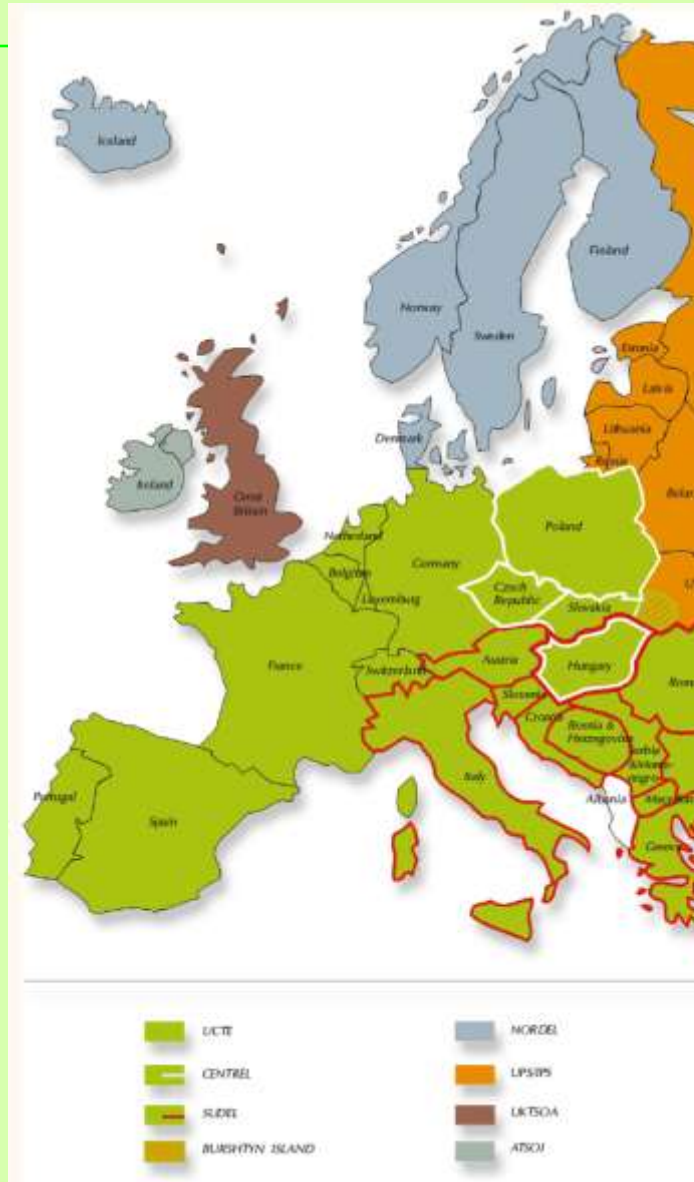 Iceland
Finland
Norway
Sweden
Estonia
Latvia
Denmark
Lithuania
Russia
Ireland
Great
Britain
Poland
Netherland
Belgium
Germany
Luxemburg
Czech
Republic
Slovakia
France
Switzerland
Austria
Hungary
Slovenia
Croatia
Bosnia &
Herzegovina
Italy
Albania
Portugal
Spain
UCTE
NORDEL
CENTREL
UPS/IPS
SUDEL
UKTSOA
BURSHTYN ISLAND
ATSOI